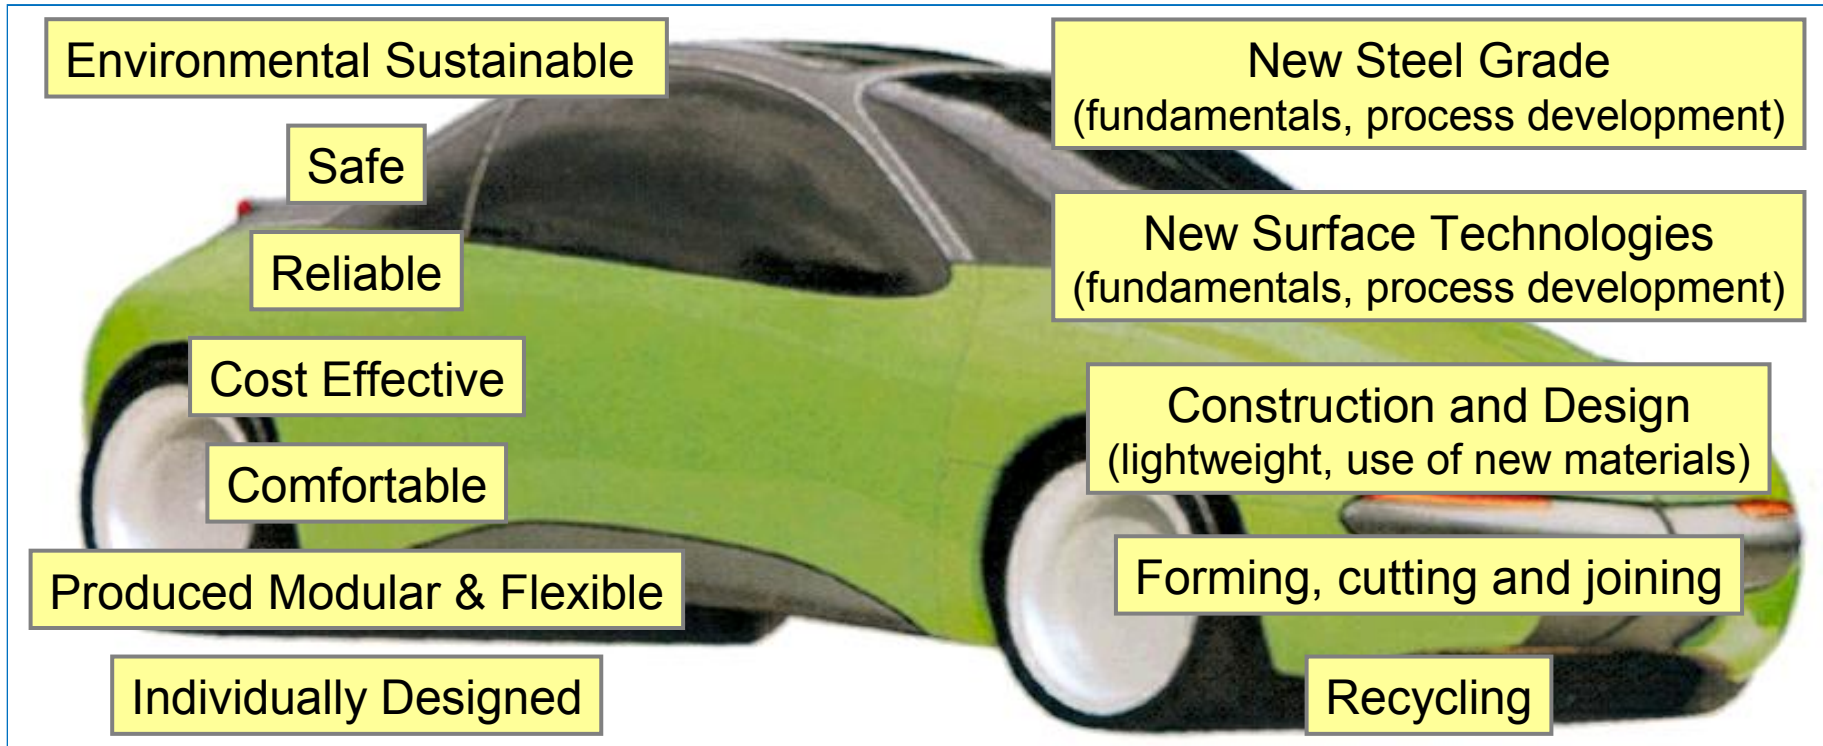 Environmental Sustainable
Safe
Reliable
Cost Effective
Comfortable
Produced Modular & Flexible
Individually Designed
New Steel Grade
(fundamentals, process development)
New Surface Technologies
(fundamentals, process development)
Construction and Design
(lightweight, use of new materials)
Forming, cutting and joining
Recycling